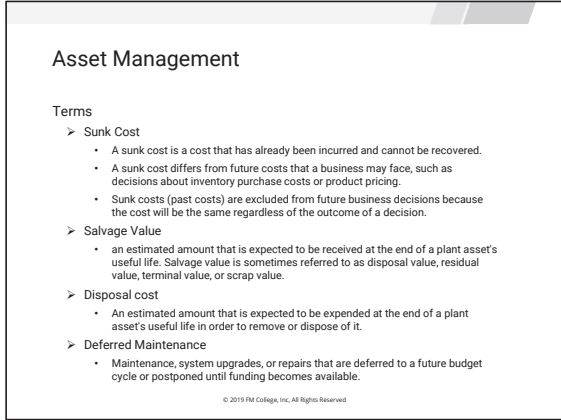 Asset Management
Terms
➢ Sunk Cost
• A sunk cost is a cost that has already been incurred and cannot be recovered.
• A sunk cost differs from future costs that a business may face, such as
decisions about inventory purchase costs or product pricing.
• Sunk costs (past costs) are excluded from future business decisions because
the cost will be the same regardless of the outcome of a decision.
➢ Salvage Value
• an estimated amount that is expected to be received at the end of a plant asset's
useful life. Salvage value is sometimes referred to as disposal value, residual
value, terminal value, or scrap value.
➢ Disposal cost
• An estimated amount that is expected to be expended at the end of a plant
asset's useful life in order to remove or dispose of it.
➢ Deferred Maintenance
• Maintenance, system upgrades, or repairs that are deferred to a future budget
cycle or postponed until funding becomes available.
© 2019 FM College, Inc, All Rights Reserved